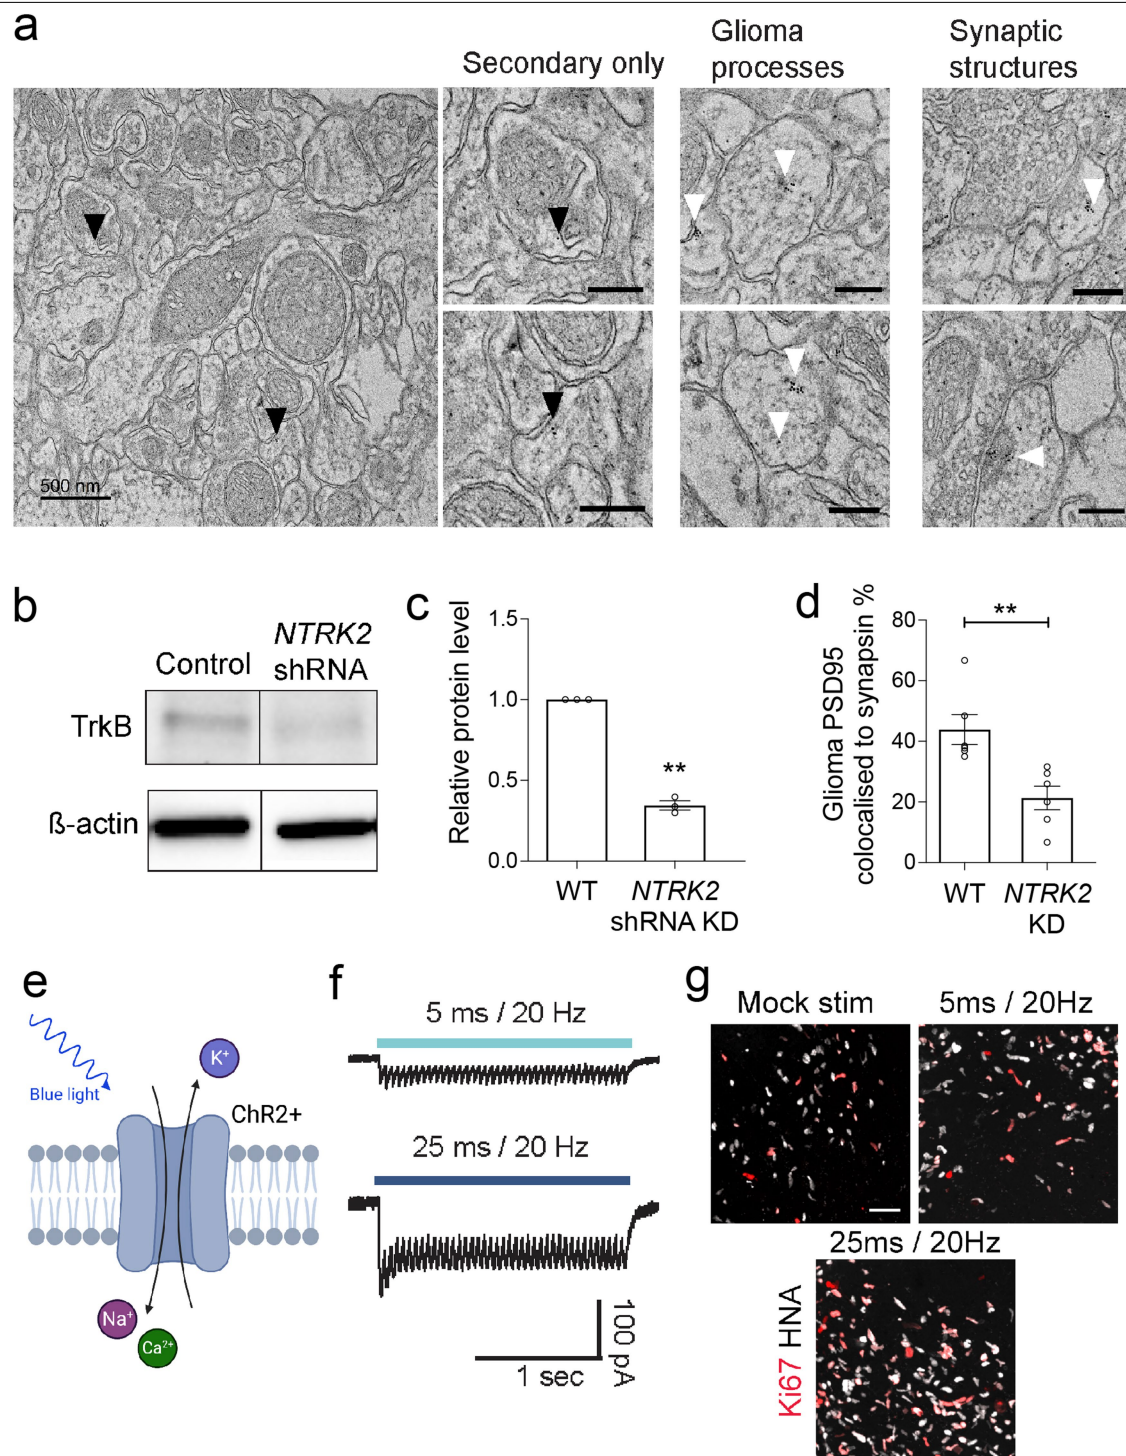 a
Secondary only
Glioma
processes
Synaptic
structures
500 nm
b
Control
NTRK2
shRNA
TrkB
ß-actin
c
Relative protein level
1.5
1.0
0.5
0.0
**
WT
NTRK2
shRNA KD
d
Glioma PSD95
colocalised to synapsin %
80
60
40
20
0
**
WT
NTRK2
KD
e
Blue light
K+
ChR2+
Na+
Ca2+
f
5 ms / 20 Hz
25 ms / 20 Hz
100 pA
1 sec
g
Mock stim
5ms / 20Hz
25ms / 20Hz
Ki67 HNA